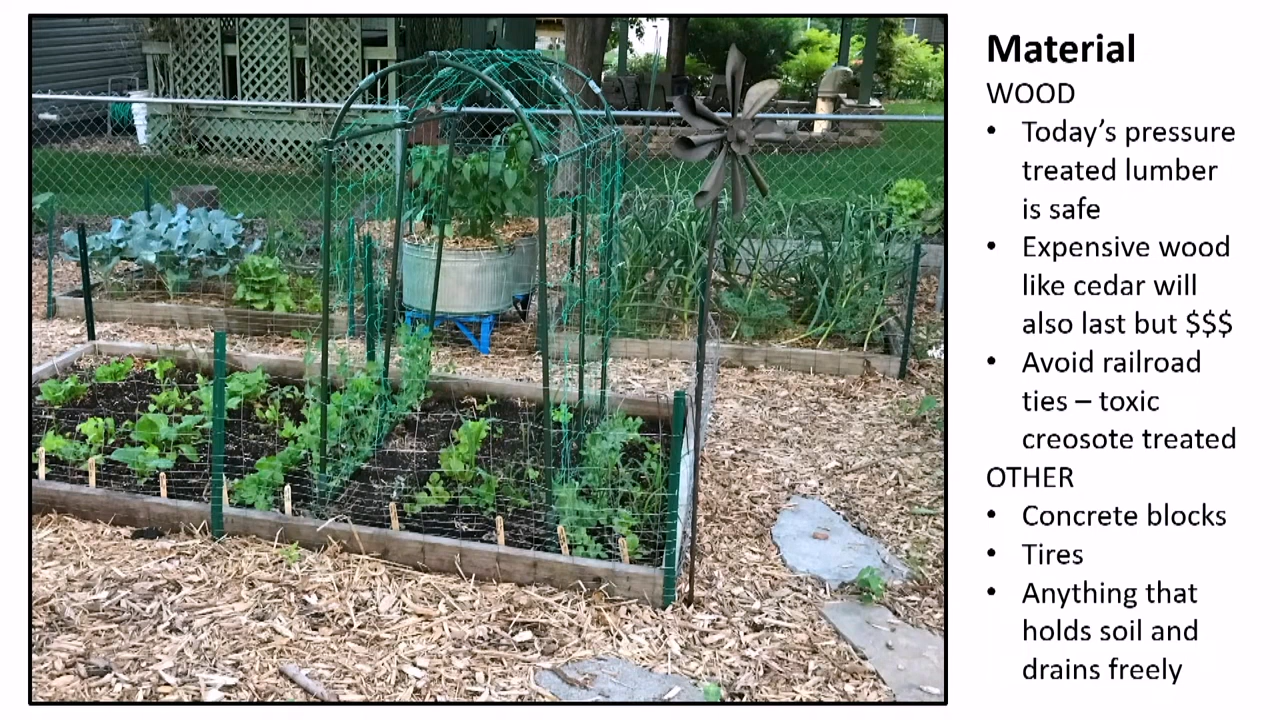 Material
WOOD
• Today’s pressure
treated lumber
is safe
• Expensive wood
like cedar will
also last but $$$
• Avoid railroad
ties – toxic
creosote treated
OTHER
• Concrete blocks
• Tires
• Anything that
holds soil and
drains freely